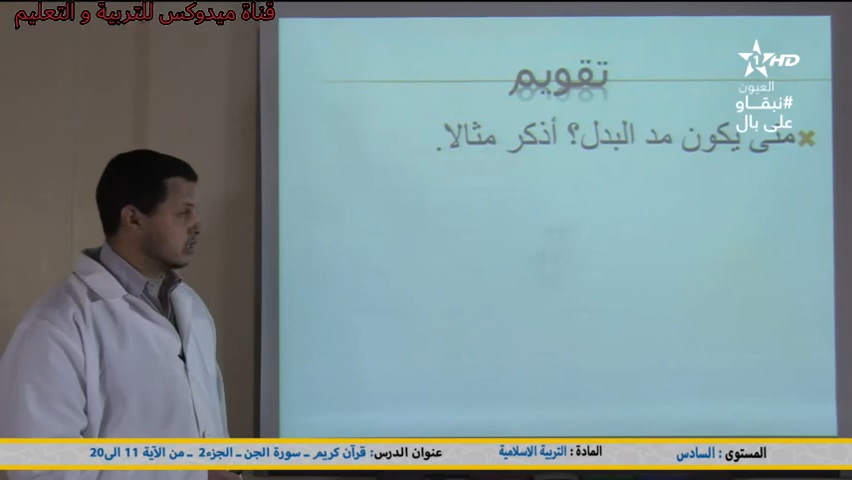 قناة ميدوكس للتربية و التعليم
1HD
العيون
#نبقاو
على بال
تقويم
متى يكون مد البدل؟ أذكر مثالا.
المستوى : السادس
المادة : التربية الاسلامية
عنوان الدرس: قرآن كريم ـ سورة الجن ـ الجزء2 ـ من الآية 11 الى20